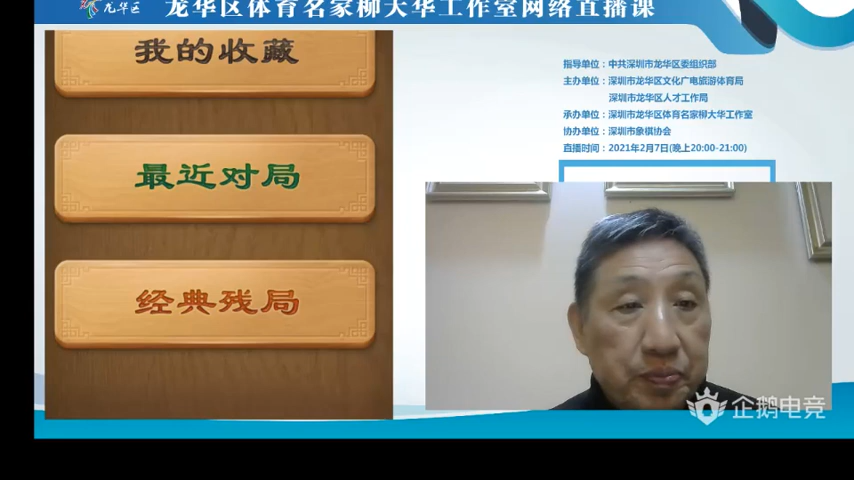 龙华区
龙华区体育名家柳大华工作室网络直播课
我的收藏
最近对局
经典残局
指导单位：中共深圳市龙华区委组织部
主办单位：深圳市龙华区文化广电旅游体育局
深圳市龙华区人才工作局
承办单位：深圳市龙华区体育名家柳大华工作室
协办单位：深圳市象棋协会
直播时间：2021年2月7日(晚上20:00-21:00)
企鹅电竞